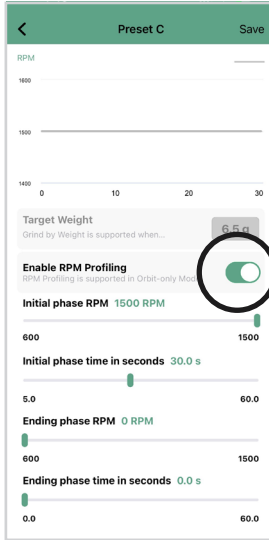 Preset C Save
RPM
1600
1500
1400
0 10 20 30
Target Weight 6.5 g
Grind by Weight is supported when...
Enable RPM Profiling
RPM Profiling is supported in Orbit-only
Initial phase RPM 1500 RPM
600 1500
Initial phase time in seconds 30.0 s
5.0 60.0
Ending phase RPM 0 RPM
600 1500
Ending phase time in seconds 0.0 s
0.0 60.0